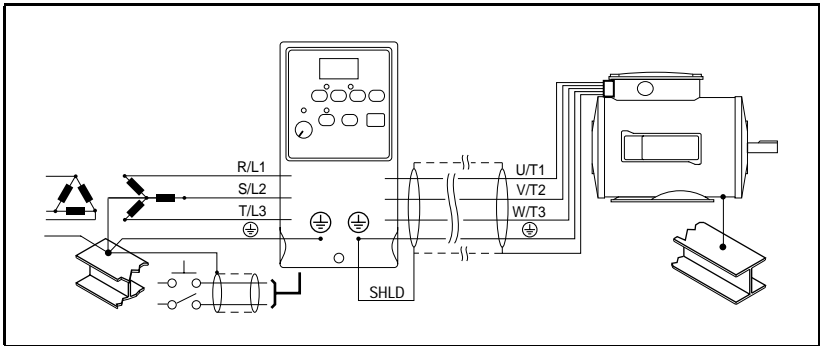 R/L1
S/L2
T/L3
U/T1
V/T2
W/T3
SHLD